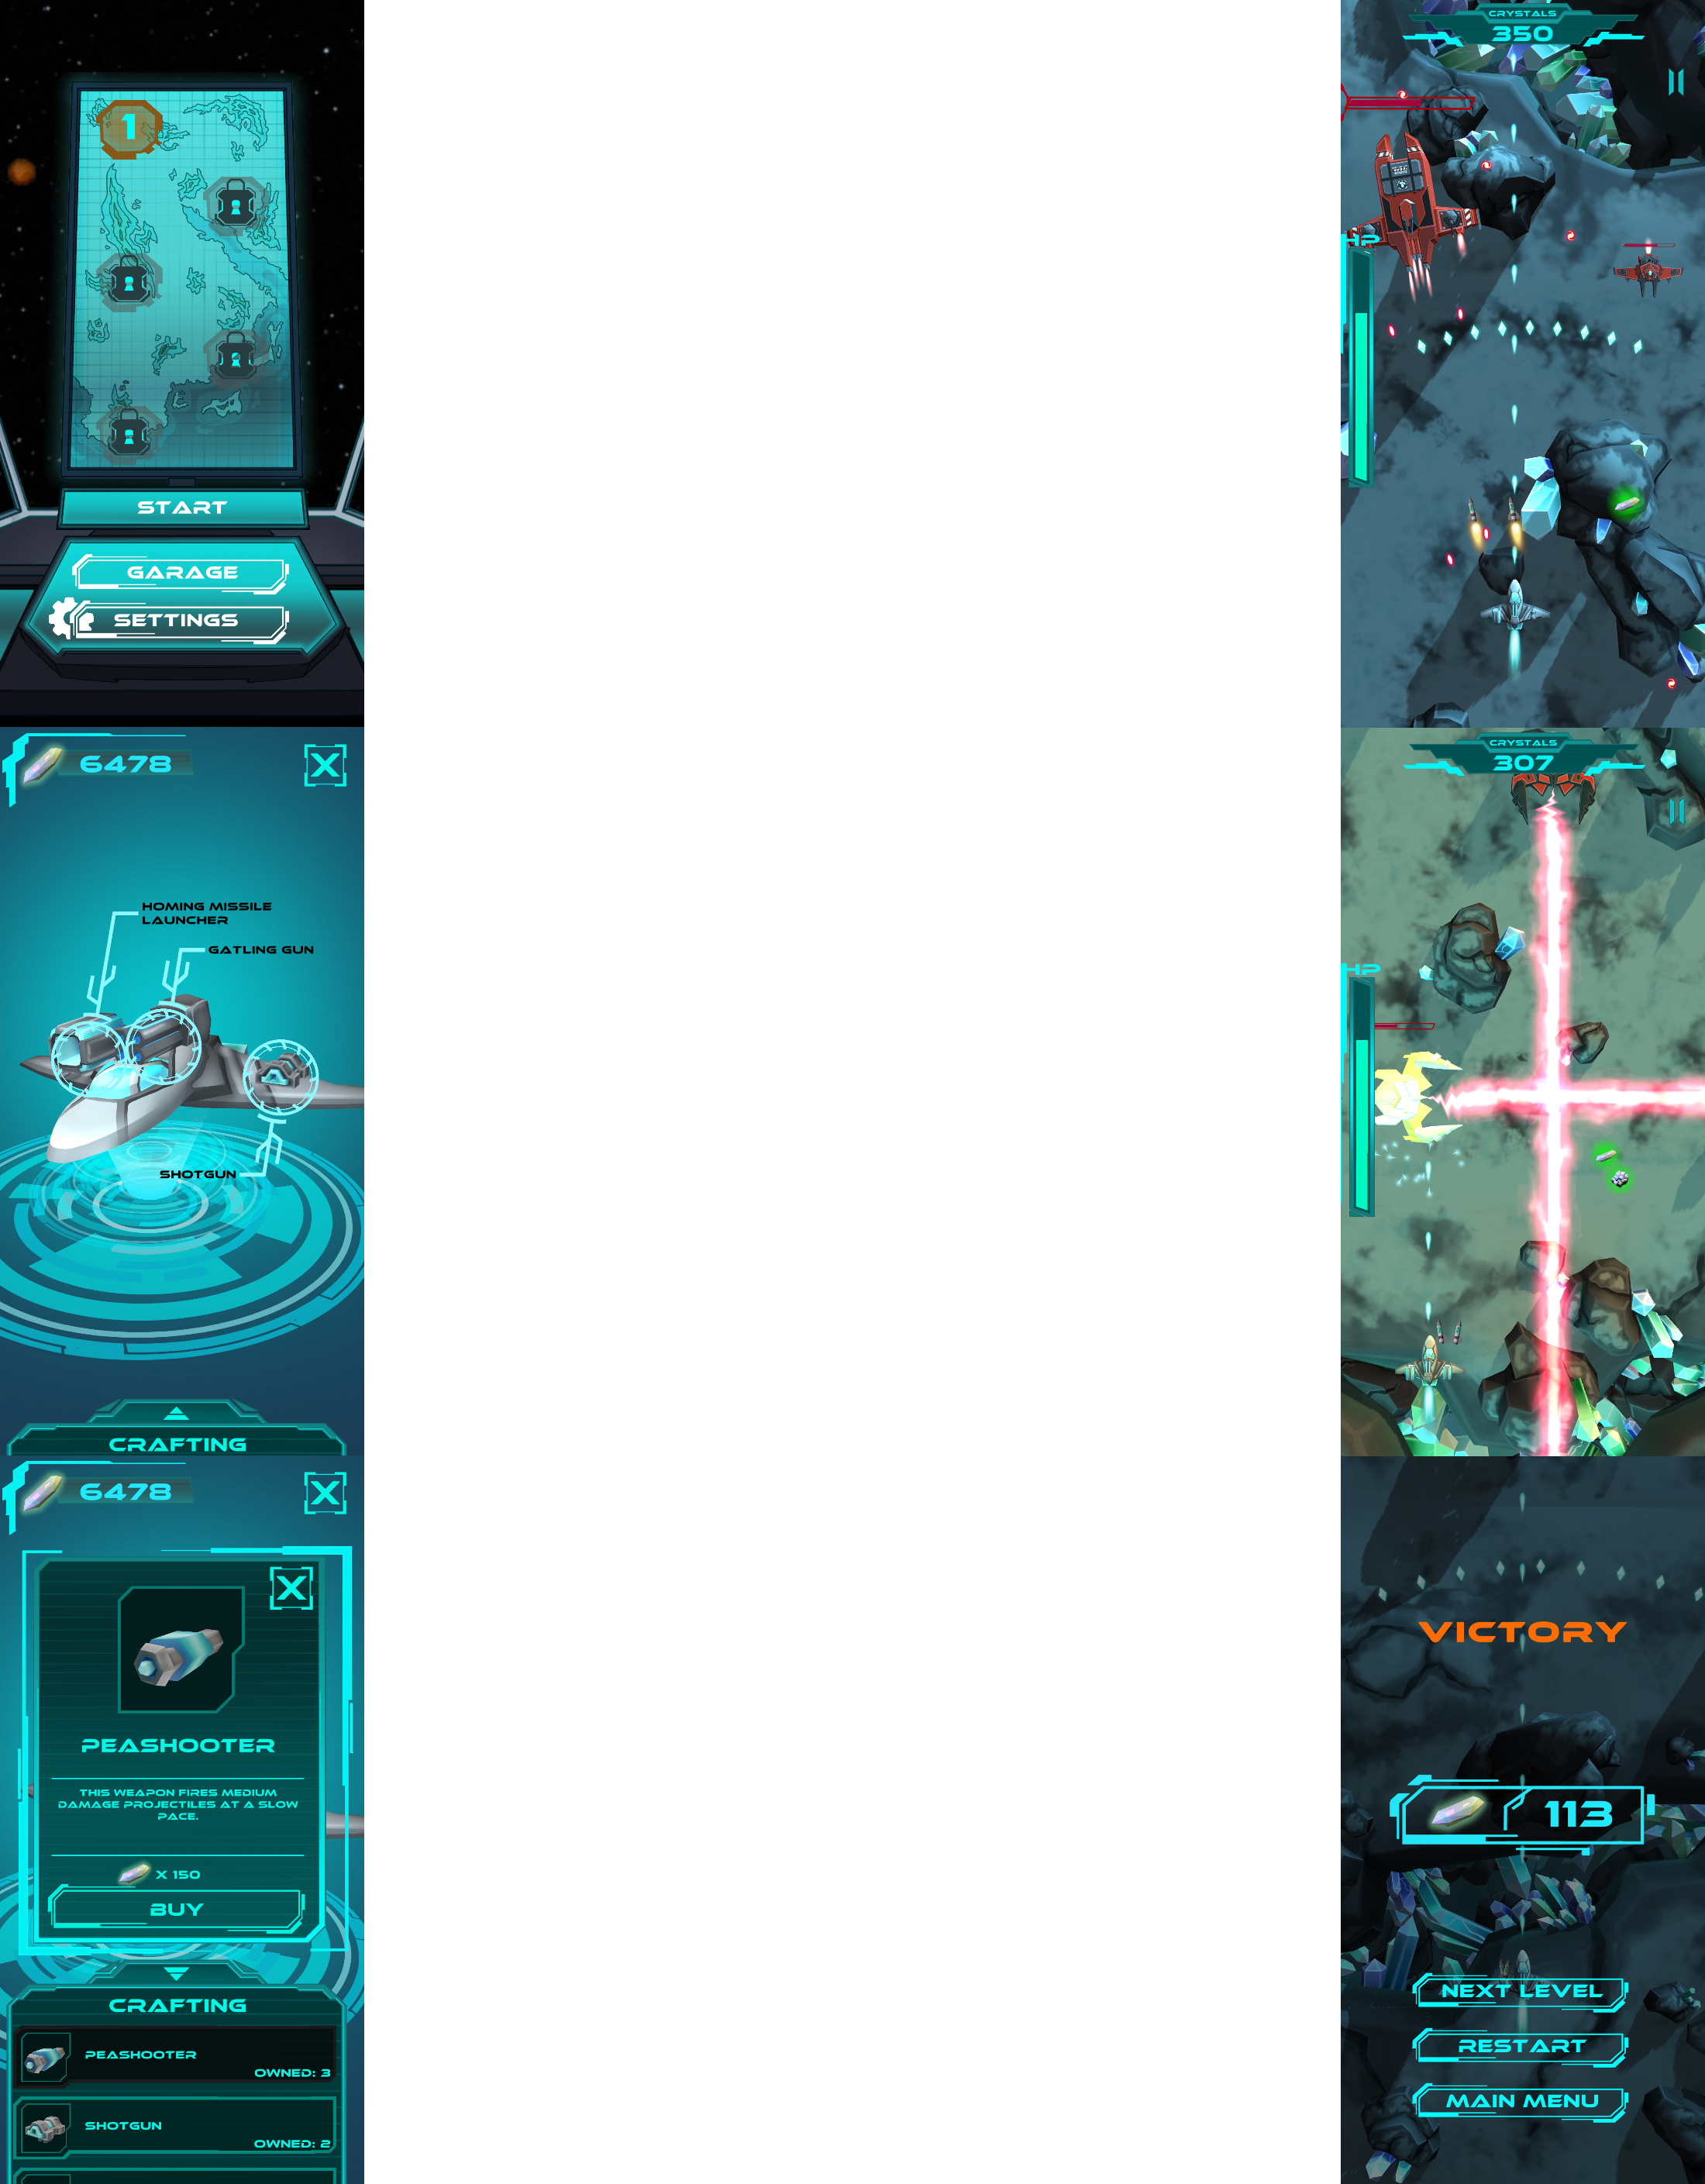 1
START
GARAGE
SETTINGS
6478
X
HOMING MISSILE
LAUNCHER
GATLING GUN
SHOTGUN
CRAFTING
6478
X
X
PEASHOOTER
THIS WEAPON FIRES MEDIUM
DAMAGE PROJECTILES AT A SLOW
PACE.
X 150
BUY
CRAFTING
PEASHOOTER
OWNED: 3
SHOTGUN
OWNED: 2
CRYSTALS
350
HP
CRYSTALS
307
HP
VICTORY
113
NEXT LEVEL
RESTART
MAIN MENU